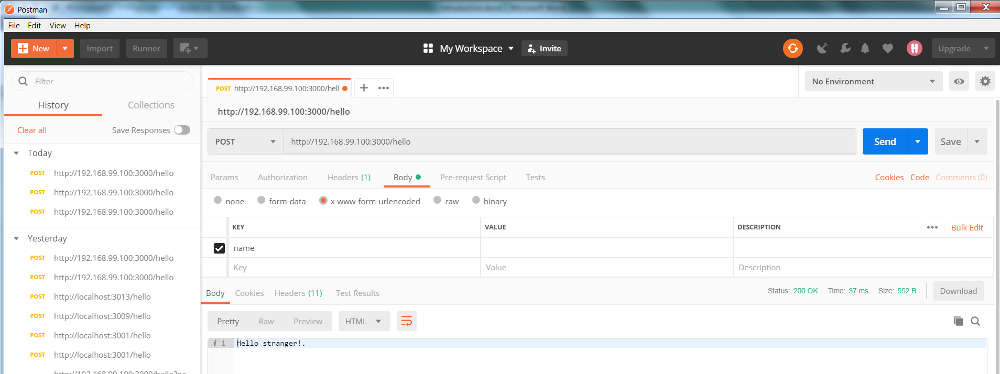 Postman
File Edit View Help
New Import Runner My Workspace Invite Upgrade
Filter
History Collections
Clear all Save Responses
Today
POST http://192.168.99.100:3000/hello
POST http://192.168.99.100:3000/hello
POST http://192.168.99.100:3000/hello
Yesterday
POST http://192.168.99.100:3000/hello
POST http://192.168.99.100:3000/hello
POST http://localhost:3013/hello
POST http://localhost:3009/hello
POST http://localhost:3001/hello
POST http://localhost:3001/hello
http://192.168.99.100:3000/hello?na
POST http://192.168.99.100:3000/hell
No Environment
http://192.168.99.100:3000/hello
POST http://192.168.99.100:3000/hello Send Save
Params Authorization Headers (1) Body Pre-request Script Tests Cookies Code Comments (0)
none form-data x-www-form-urlencoded raw binary
KEY VALUE DESCRIPTION Bulk Edit
name
Key Value Description
Body Cookies Headers (11) Test Results Status: 200 OK Time: 37 ms Size: 552 B Download
Pretty Raw Preview HTML
i 1 Hello stranger!.